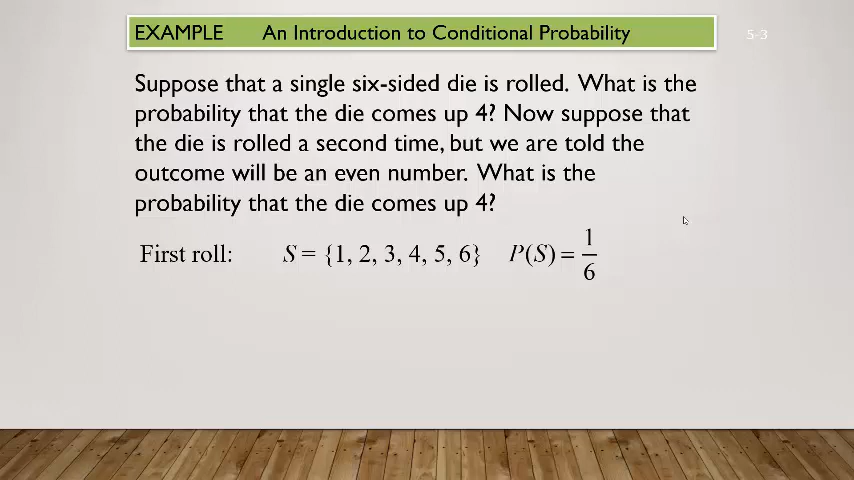 EXAMPLE An Introduction to Conditional Probability
5-3
Suppose that a single six-sided die is rolled. What is the
probability that the die comes up 4? Now suppose that
the die is rolled a second time, but we are told the
outcome will be an even number. What is the
probability that the die comes up 4?
First roll: S = {1, 2, 3, 4, 5, 6} P(S) = 1/6